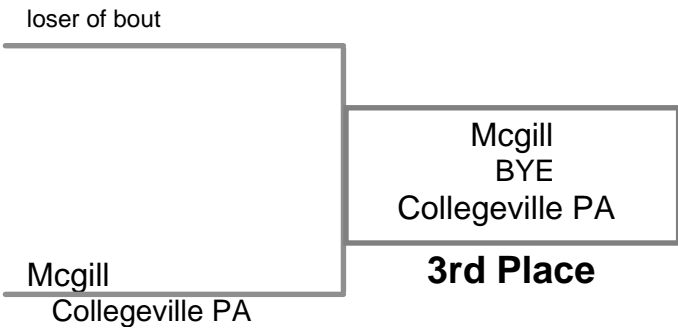 loser of bout
Mcgill
BYE
Collegeville PA
3rd Place
Mcgill
Collegeville PA